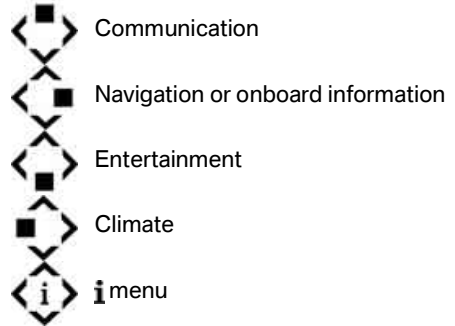 Communication
Navigation or onboard information
Entertainment
Climate
i i menu